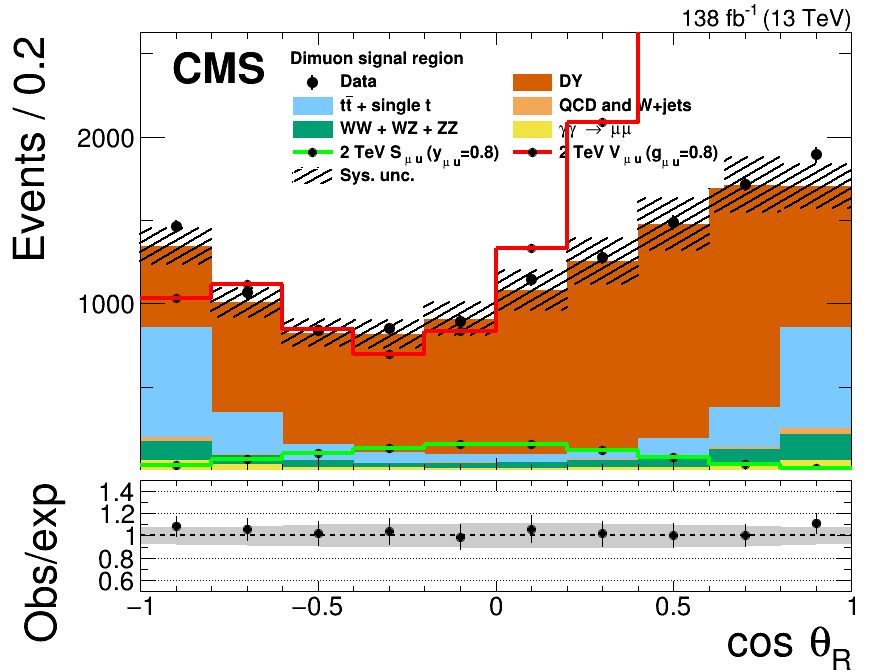 138 fb⁻¹ (13 TeV)
CMS
Dimuon signal region
Data
DY
tt̄ + single t
QCD and W+jets
WW + WZ + ZZ
γγ → μμ
2 TeV S_μu (y_μu=0.8)
2 TeV V_μu (g_μu=0.8)
Sys. unc.
Events / 0.2
2000
1000
Obs/exp
1.4
1.2
1
0.8
0.6
−1 −0.5 0 0.5 1
cos θ_R